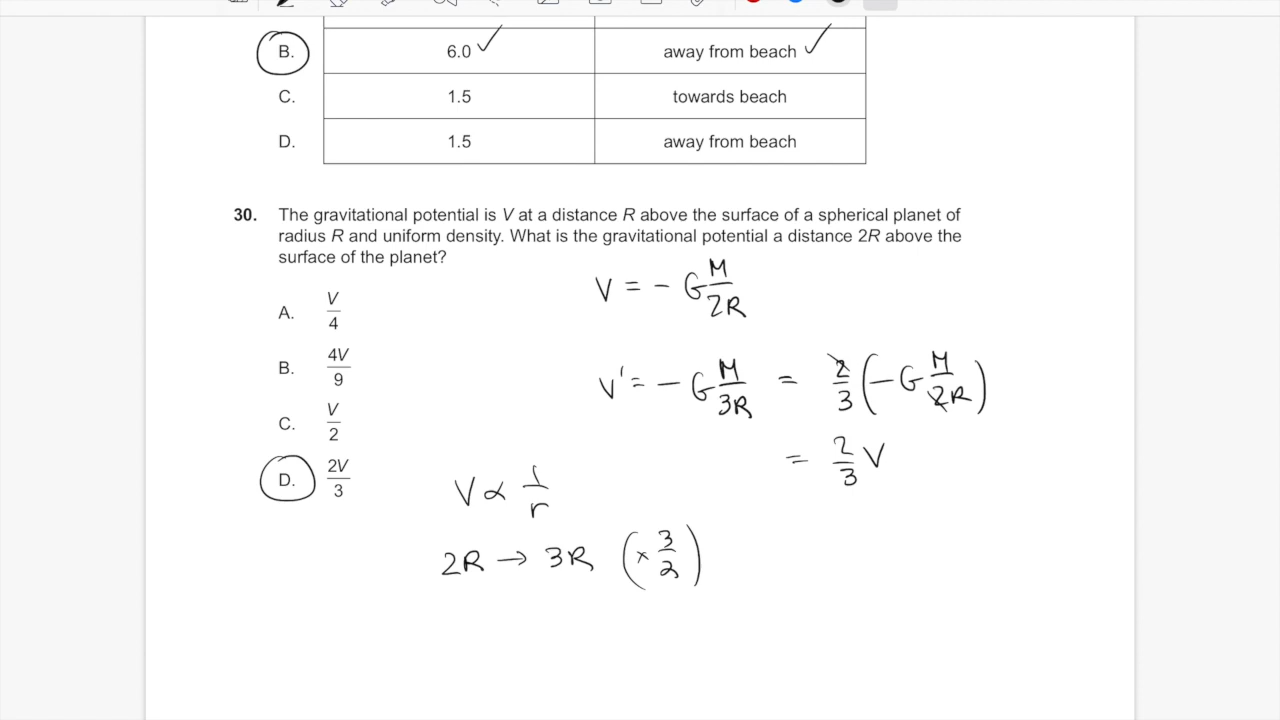 B. 6.0 ✓ away from beach ✓
C. 1.5 towards beach
D. 1.5 away from beach
30. The gravitational potential is V at a distance R above the surface of a spherical planet of
radius R and uniform density. What is the gravitational potential a distance 2R above the
surface of the planet?
V = - G M/2R
A. V/4
B. 4V/9
V' = - G M/3R = 2/3 (- G M/2R)
C. V/2
= 2/3 V
D. 2V/3
V ∝ 1/r
2R → 3R (× 3/2)